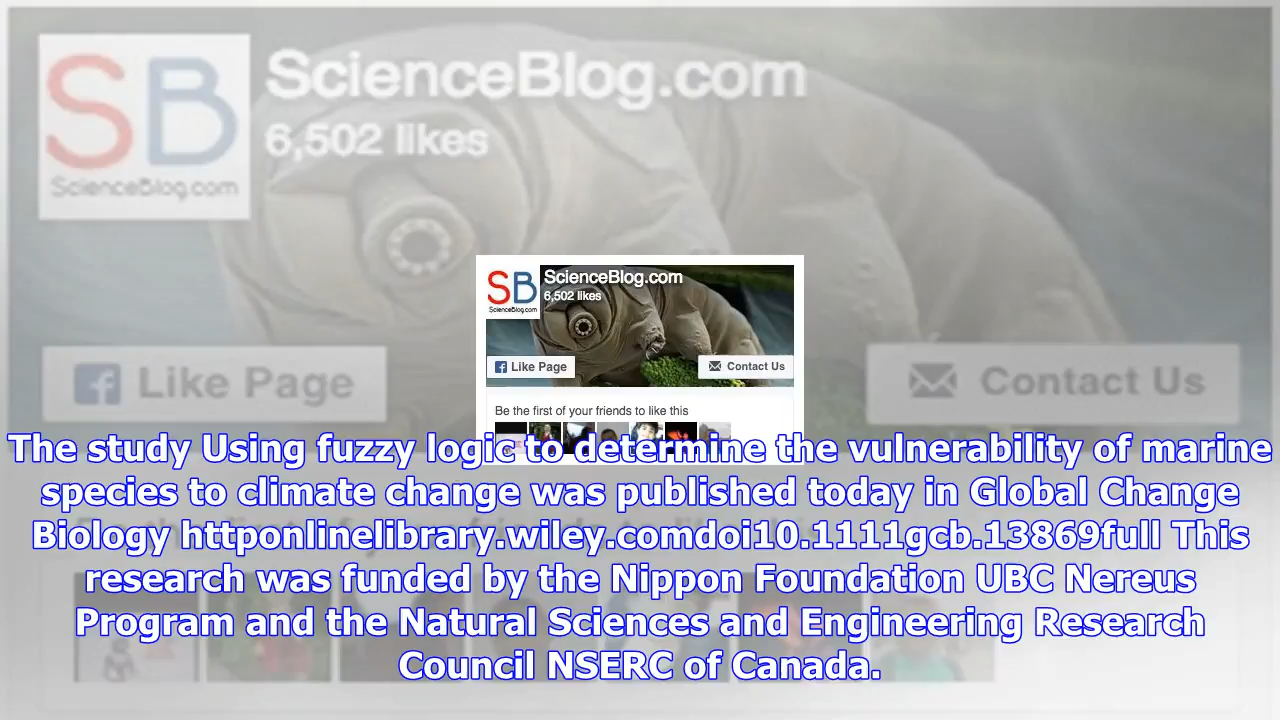 SB
ScienceBlog.com
ScienceBlog.com
6,502 likes
Like Page
Contact Us
SB
ScienceBlog.com
ScienceBlog.com
6,502 likes
Like Page
Contact Us
Be the first of your friends to like this
The study Using fuzzy logic to determine the vulnerability of marine
species to climate change was published today in Global Change
Biology httponlinelibrary.wiley.comdoi10.1111gcb.13869full This
research was funded by the Nippon Foundation UBC Nereus
Program and the Natural Sciences and Engineering Research
Council NSERC of Canada.